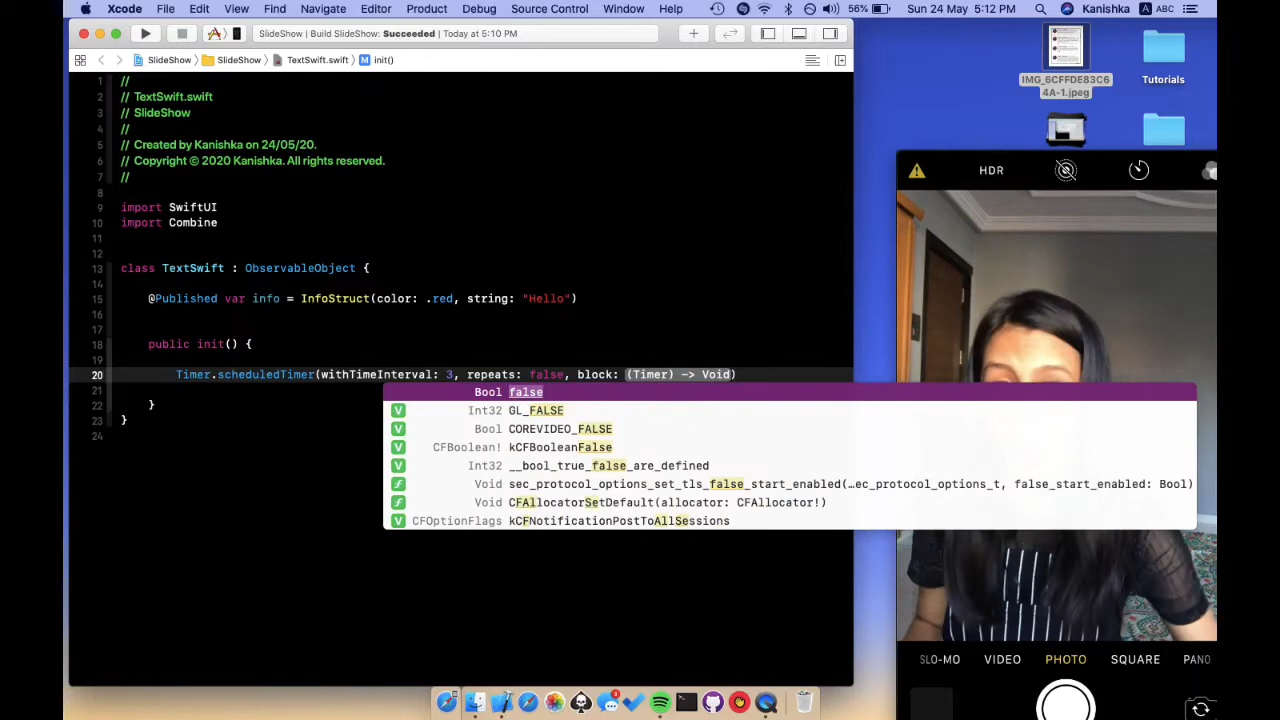 Xcode File Edit View Find Navigate Editor Product Debug Source Control Window Help 56% Sun 24 May 5:12 PM Kanishka A ABC
SlideShow | Build SlideShow: Succeeded | Today at 5:10 PM
SlideShow SlideShow TextSwift.swift M init()
1 //
2 // TextSwift.swift
3 // SlideShow
4 //
5 // Created by Kanishka on 24/05/20.
6 // Copyright © 2020 Kanishka. All rights reserved.
7 //
8
9 import SwiftUI
10 import Combine
11
12
13 class TextSwift : ObservableObject {
14
15 @Published var info = InfoStruct(color: .red, string: "Hello")
16
17
18 public init() {
19
20 Timer.scheduledTimer(withTimeInterval: 3, repeats: false, block: (Timer) -> Void)
21
22 }
23 }
24
Bool false
V Int32 GL_FALSE
V Bool COREVIDEO_FALSE
V CFBoolean! kCFBooleanFalse
V Int32 __bool_true_false_are_defined
f Void sec_protocol_options_set_tls_false_start_enabled(…ec_protocol_options_t, false_start_enabled: Bool)
f Void CFAllocatorSetDefault(allocator: CFAllocator!)
V CFOptionFlags kCFNotificationPostToAllSessions
IMG_6CFFDE83C6
4A-1.jpeg
Tutorials
HDR
SLO-MO VIDEO PHOTO SQUARE PANO